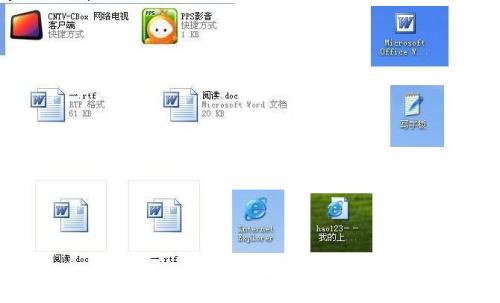 CNTV-CBox 网络电视
客户端
快捷方式
PPS
PPS影音
快捷方式
1 KB
Microsoft
Office W...
一.rtf
RTF 格式
61 KB
阅读.doc
Microsoft Word 文档
20 KB
写字板
阅读.doc
一.rtf
Internet
Explorer
hao123--
我的上...